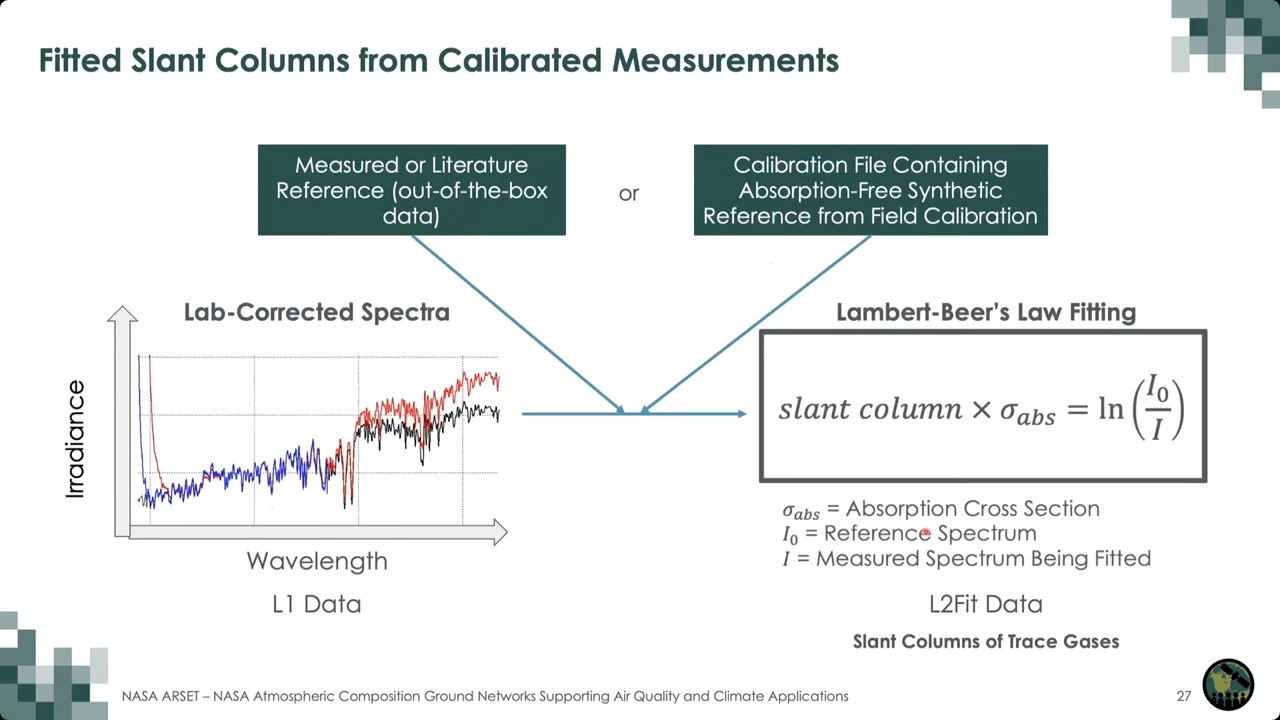 Fitted Slant Columns from Calibrated Measurements
Measured or Literature
Reference (out-of-the-box
data)
or
Calibration File Containing
Absorption-Free Synthetic
Reference from Field Calibration
Lab-Corrected Spectra
Irradiance
Wavelength
L1 Data
Lambert-Beer's Law Fitting
slant column × σ_abs = ln(I₀/I)
σ_abs = Absorption Cross Section
I₀ = Reference Spectrum
I = Measured Spectrum Being Fitted
L2Fit Data
Slant Columns of Trace Gases
NASA ARSET – NASA Atmospheric Composition Ground Networks Supporting Air Quality and Climate Applications
27